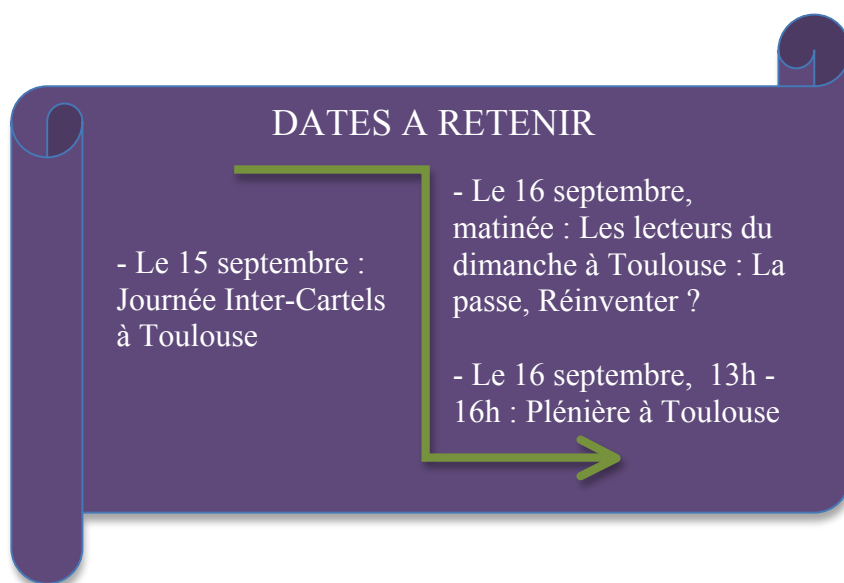 DATES A RETENIR
- Le 15 septembre :
Journée Inter-Cartels
à Toulouse
- Le 16 septembre,
matinée : Les lecteurs du
dimanche à Toulouse : La
passe, Réinventer ?
- Le 16 septembre,  13h -
16h : Plénière à Toulouse